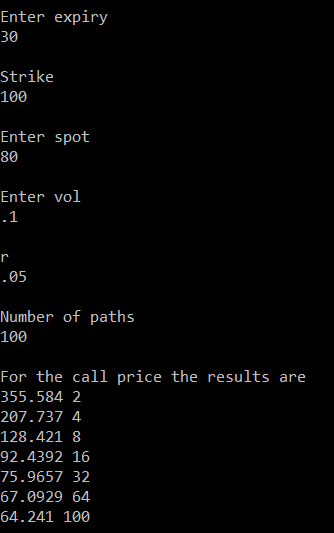 Enter expiry
30
Strike
100
Enter spot
80
Enter vol
.1
r
.05
Number of paths
100
For the call price the results are
355.584 2
207.737 4
128.421 8
92.4392 16
75.9657 32
67.0929 64
64.241 100